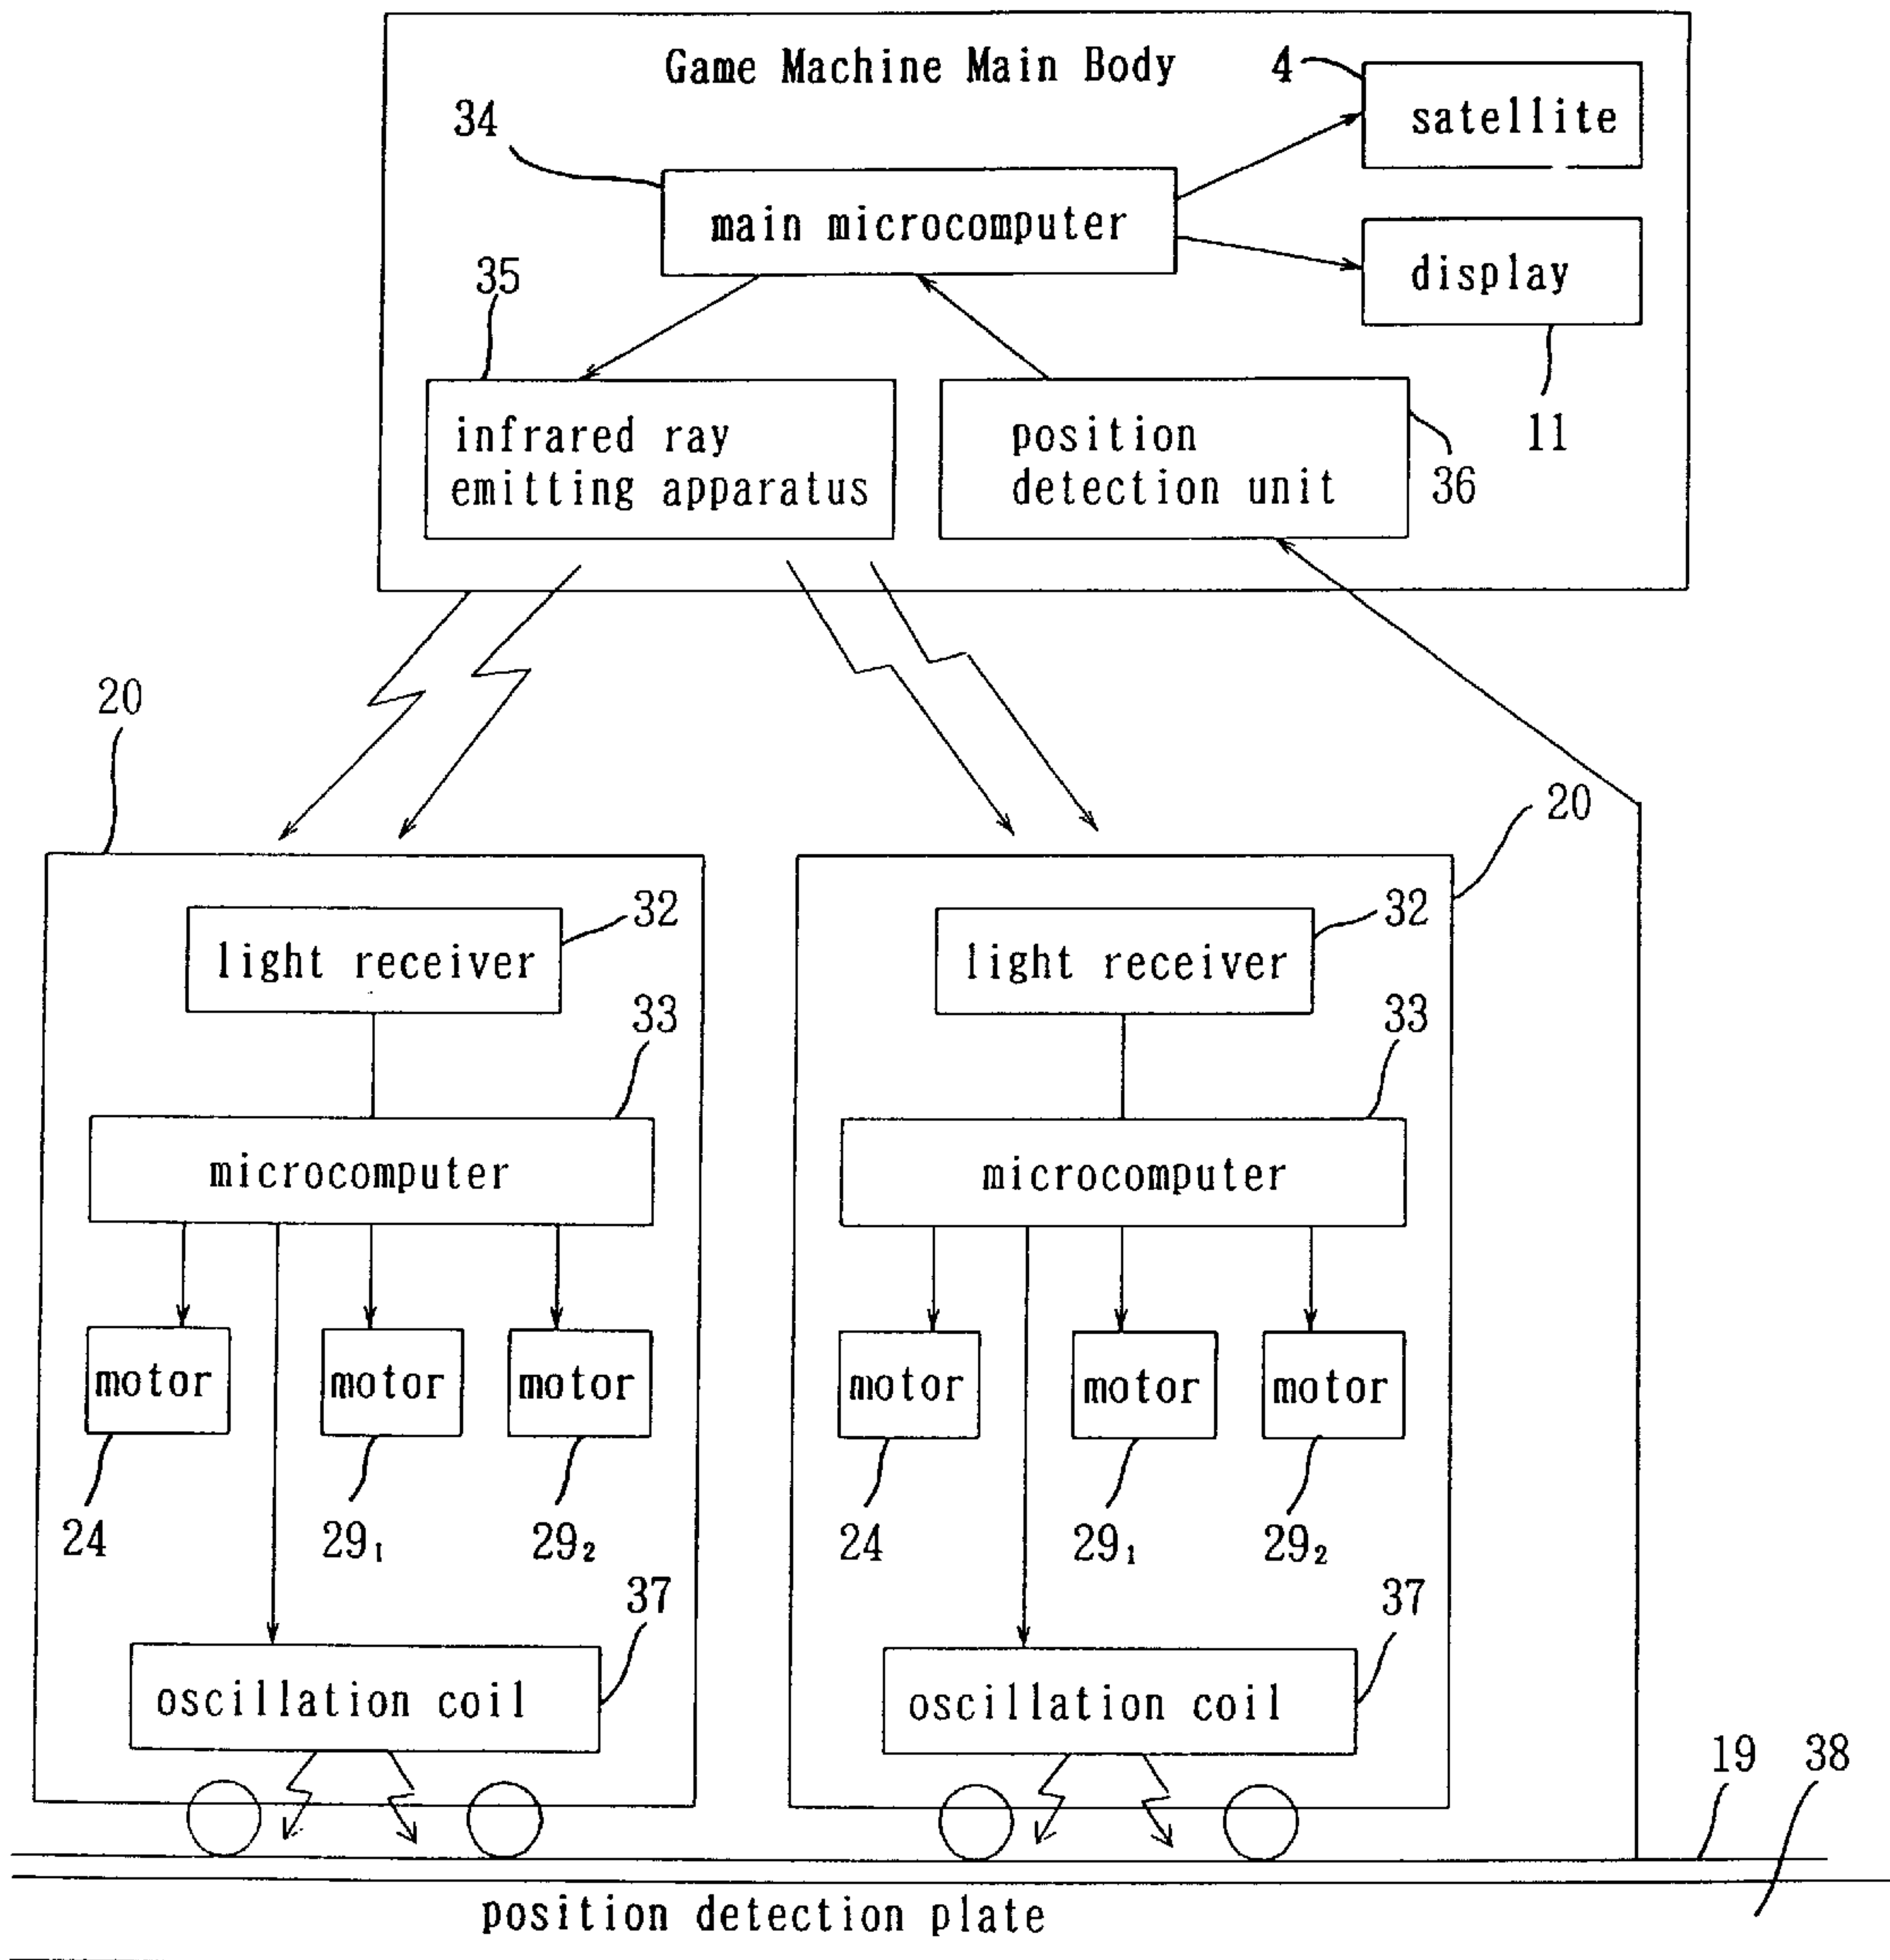 Game Machine Main Body
4
satellite
34
main microcomputer
display
35
11
infrared ray
emitting apparatus
position
detection unit
36
20
20
light receiver
32
light receiver
32
33
33
microcomputer
microcomputer
motor
motor
motor
motor
motor
motor
24
29₁
29₂
24
29₁
29₂
37
37
oscillation coil
oscillation coil
19
38
position detection plate